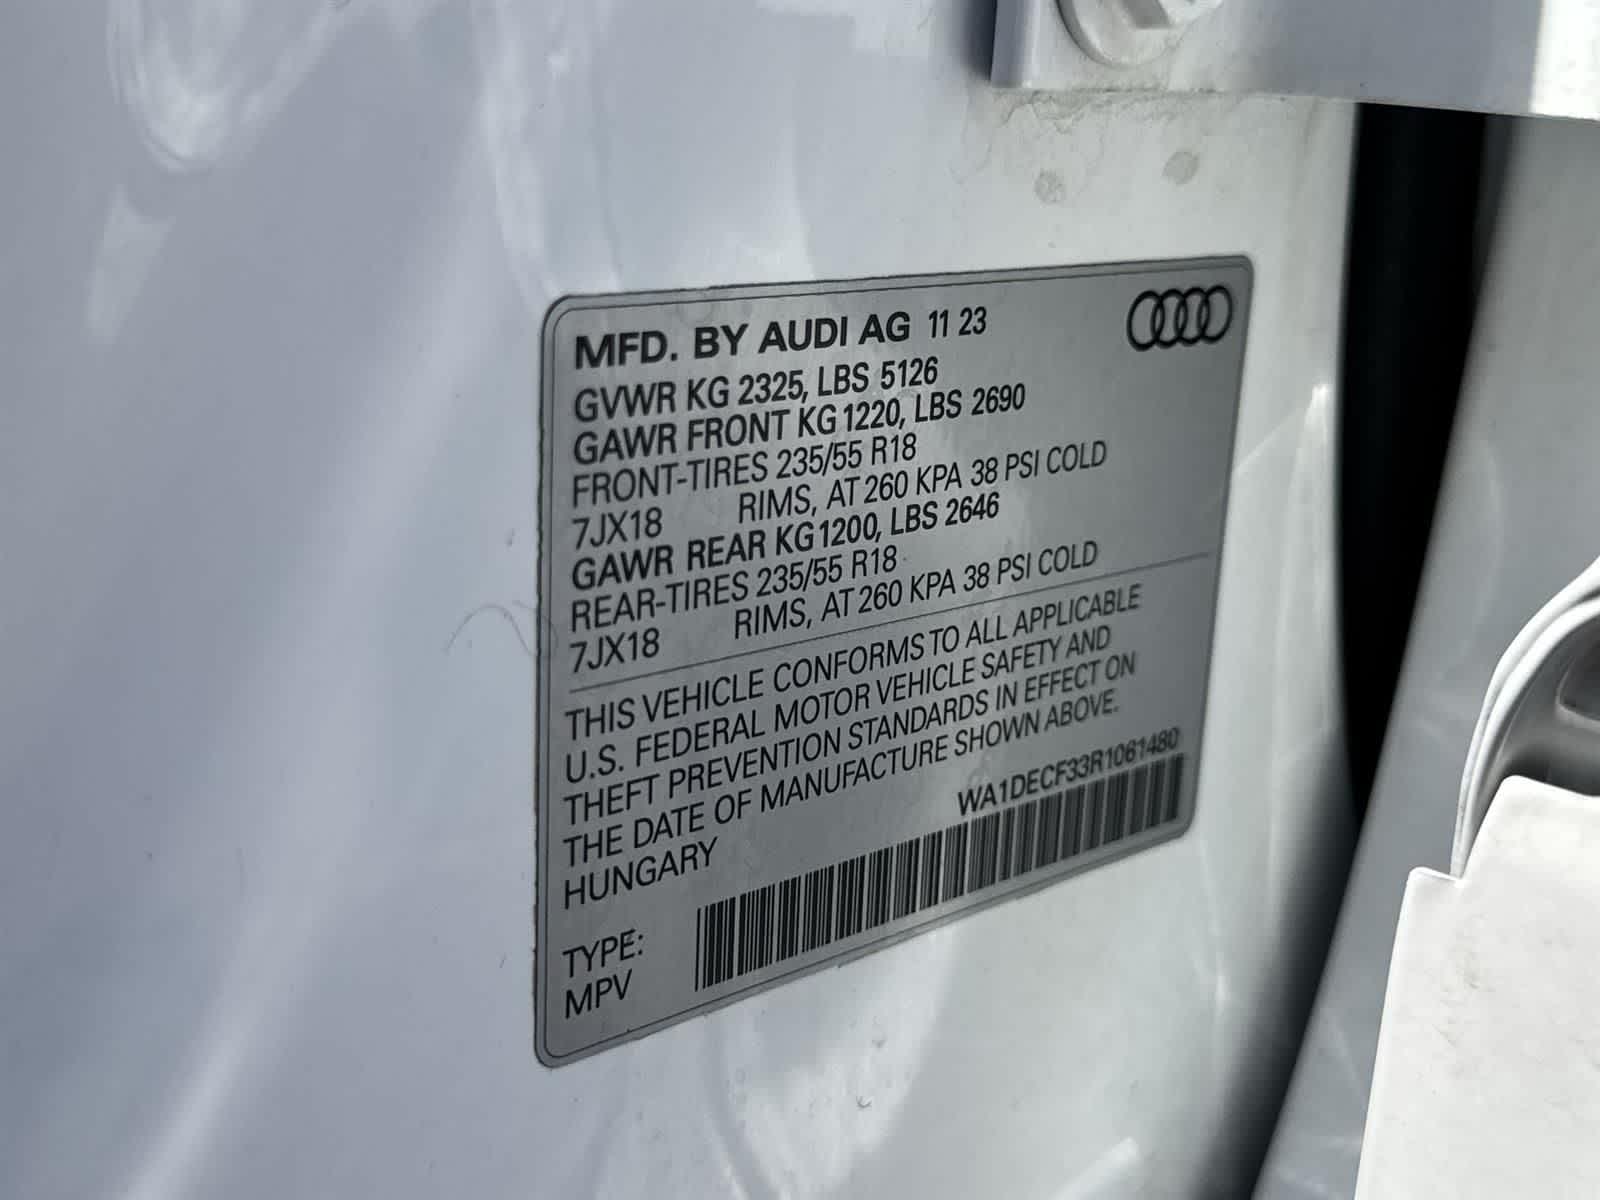 MFD. BY AUDI AG 11 23
GVWR KG 2325, LBS 5126
GAWR FRONT KG 1220, LBS 2690
FRONT-TIRES 235/55 R18
7JX18 RIMS, AT 260 KPA 38 PSI COLD
GAWR REAR KG 1200, LBS 2646
REAR-TIRES 235/55 R18
7JX18 RIMS, AT 260 KPA 38 PSI COLD
THIS VEHICLE CONFORMS TO ALL APPLICABLE
U.S. FEDERAL MOTOR VEHICLE SAFETY AND
THEFT PREVENTION STANDARDS IN EFFECT ON
THE DATE OF MANUFACTURE SHOWN ABOVE.
HUNGARY
WA1DECF33R1061480
TYPE:
MPV